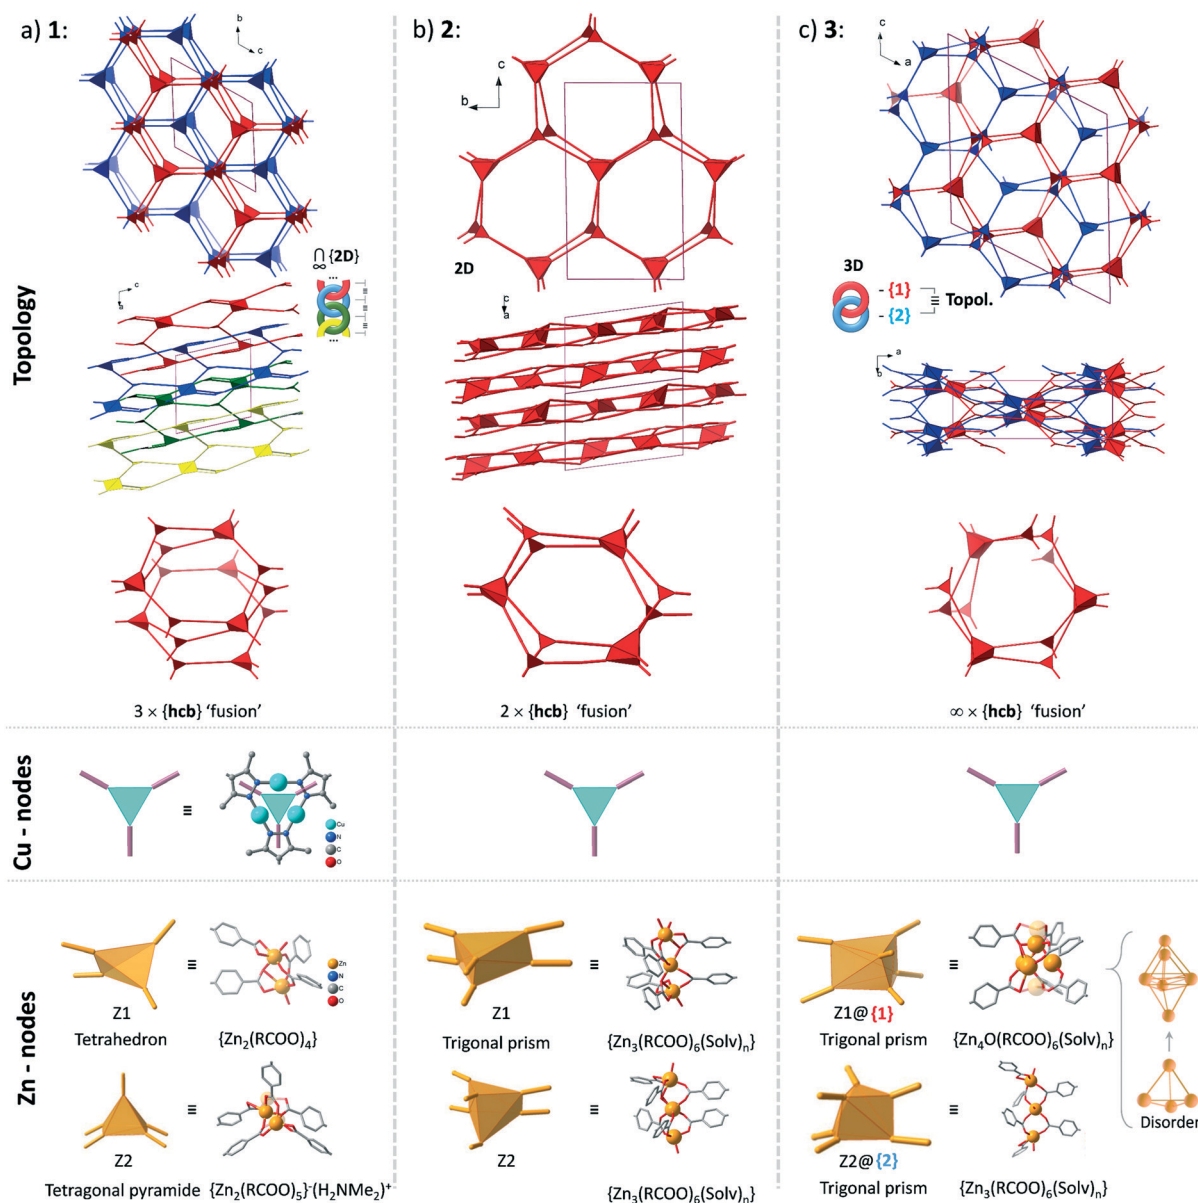 a) 1:
b
c
b) 2:
c
b
c) 3:
c
a
Topology
∩
∞ {2D}
...
≡
≡
≡
...
c
a
2D
c
a
3D
- {1}
≡ Topol.
- {2}
a
b
3 × {hcb} 'fusion'
2 × {hcb} 'fusion'
∞ × {hcb} 'fusion'
Cu - nodes
≡
Cu
N
C
O
Zn - nodes
≡
Zn
N
C
O
Z1
Tetrahedron
{Zn2(RCOO)4}
≡
Z2
Tetragonal pyramide
{Zn2(RCOO)5}-(H2NMe2)+
≡
Z1
Trigonal prism
{Zn3(RCOO)6(Solv)n}
≡
Z2
{Zn3(RCOO)6(Solv)n}
≡
Z1@{1}
Trigonal prism
{Zn4O(RCOO)6(Solv)n}
≡
Z2@{2}
Trigonal prism
{Zn3(RCOO)6(Solv)n}
Disorder